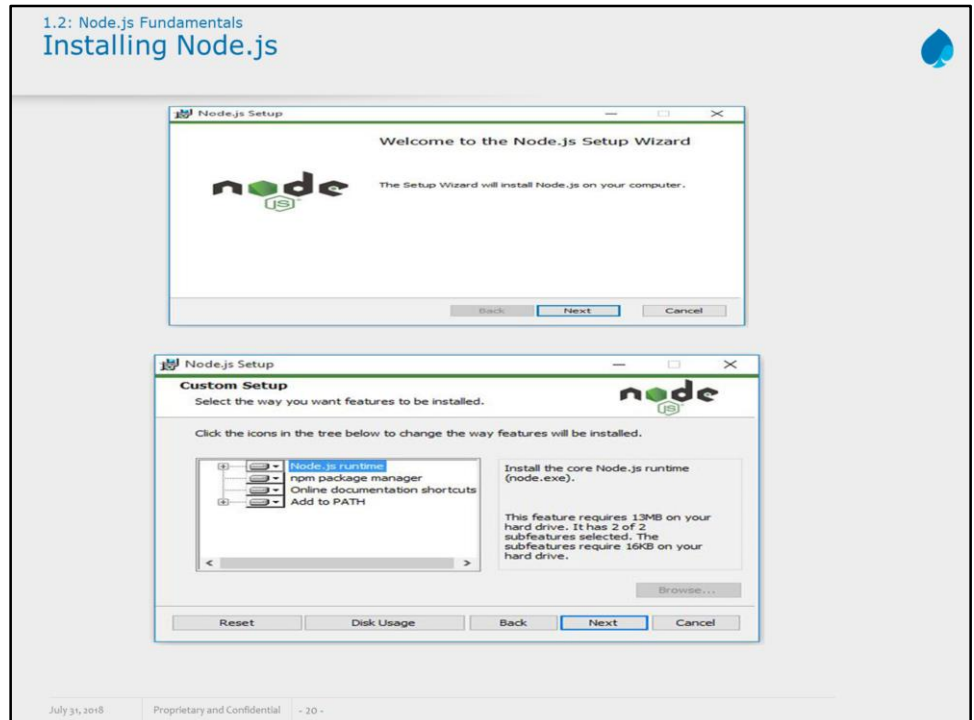 1.2: Node.js Fundamentals
Installing Node.js
Node.js Setup
Welcome to the Node.js Setup Wizard
node
JS
The Setup Wizard will install Node.js on your computer.
Back Next Cancel
Node.js Setup
Custom Setup
Select the way you want features to be installed.
node
JS
Click the icons in the tree below to change the way features will be installed.
Node.js runtime
npm package manager
Online documentation shortcuts
Add to PATH
Install the core Node.js runtime
(node.exe).
This feature requires 13MB on your
hard drive. It has 2 of 2
subfeatures selected. The
subfeatures require 16KB on your
hard drive.
Browse...
Reset Disk Usage Back Next Cancel
July 31, 2018 Proprietary and Confidential - 20 -